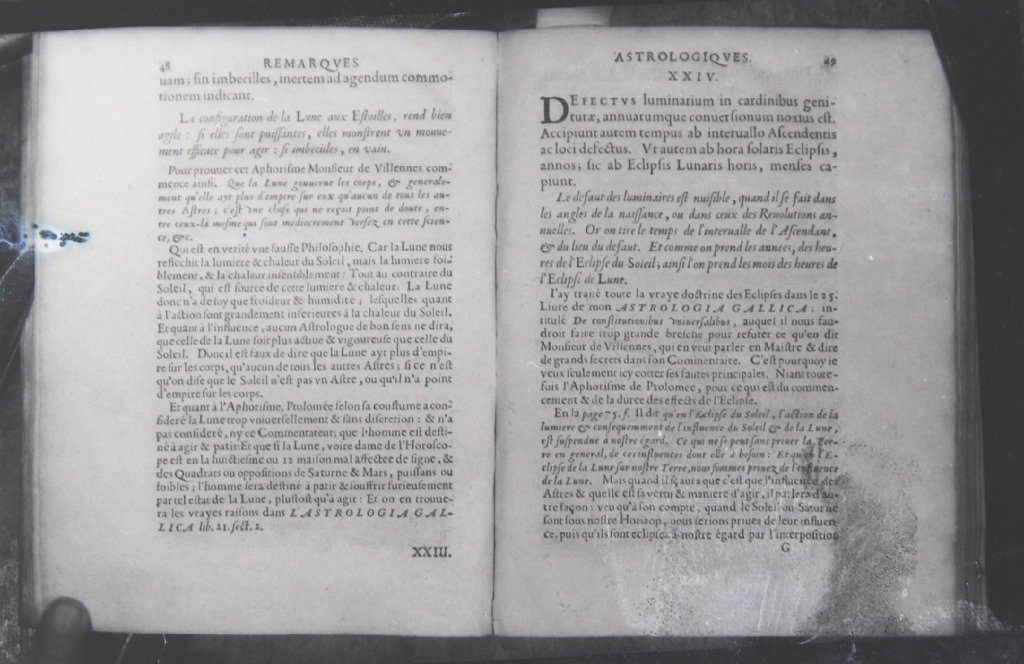 48 REMARQVES
uam; sin imbecilles, inertem ad agendum commo-
tionem indicant.
La configuration de la Lune aux Estoilles, rend bien
agile : si elles sont puissantes, elles monstrent vn mouue-
ment efficace pour agir : si imbecides, en vain.
Pour prouuer cet Aphorisme Monsieur de Villennes com-
mence ainsi. Que la Lune gouuerne les corps, & generale-
ment qu'elle ayt plus d'empire sur eux qu'aucun de tous les au-
tres Astres ; c'est vne chose qui ne reçoit point de doute, en-
tre ceux-là mesme qui sont mediocrement versez en cette scien-
ce, &c.
Qui est en verité vne fausse Philosophie. Car la Lune nous
reflechit la lumiere & chaleur du Soleil, mais la lumiere foi-
blement, & la chaleur insensiblement : Tout au contraire du
Soleil, qui est source de cette lumiere & chaleur. La Lune
donc n'a de soy que froideur & humidité ; lesquelles quant
à l'action sont grandement inferieures à la chaleur du Soleil.
Et quant à l'influence, aucun Astrologue de bon sens ne dira,
que celle de la Lune soit plus actiue & vigoureuse que celle du
Soleil. Donc il est faux de dire que la Lune ayt plus d'empi-
re sur les corps, qu'aucun de tous les autres Astres ; si ce n'est
qu'on dise que le Soleil n'est pas vn Astre, ou qu'il n'a point
d'empire sur les corps.
Et quant à l'Aphorisme, Ptolomée selon sa coustume a con-
sideré la Lune trop vniuersellement & sans discretion : & n'a
pas consideré, ny ce Commentateur; que l'homme est desti-
né à agir & patir. Et que si la Lune, voire dame de l'Horosco-
pe est en la huictiesme ou 12 maison mal affectée de signe, &
des Quadrats ou oppositions de Saturne & Mars, puissans ou
foibles ; l'homme sera destiné à patir & souffrir furieusement
par tel estat de la Lune, plustost qu'à agir : Et on en trouue-
ra les vrayes raisons dans L'ASTROLOGIA GAL-
LICA lib. 21. sect. 2.
XXIII.
ASTROLOGIQVES. 49
XXIV.
DEFECTVS luminarium in cardinibus geni-
turæ, annuarumque conuersionum noxius est.
Accipiunt autem tempus ab interuallo Ascendentis
ac loci defectus. Vt autem ab hora solaris Eclipsis,
annos; sic ab Eclipsis Lunaris horis, menses ca-
piunt.
Le defaut des luminaires est nuisible, quand il se fait dans
les angles de la naissance, ou dans ceux des Reuolutions an-
nuelles. Or on tire le temps de l'interualle de l'Ascendant,
& du lieu du defaut. Et comme on prend les annees, des heu-
res de l'Eclipse du Soleil; ainsi l'on prend les mois des heures de
l'Eclipse de Lune.
I'ay traité toute la vraye doctrine des Eclipses dans le 25.
Liure de mon ASTROLOGIA GALLICA; in-
titulé De constitutionibus vniuersalibus, auquel il nous fau-
droit faire trop grande breche pour refuter ce qu'en dit
Monsieur de Villennes, qui en veut parler en Maistre & dire
de grands secrets dans son Commentaire. C'est pourquoy ie
veux seulement icy cotter ses fautes principales. Niant toute-
fois l'Aphorisme de Ptolomee, pour ce qui est du commen-
cement & de la duree des effects de l'Eclipse.
En la page 75. s. Il dit qu'en l'Eclipse du Soleil, l'action de la
lumiere & consequemment de l'influence du Soleil & de la Lune,
est suspendue a nostre égard. Ce qui ne se peut sans priuer la Ter-
re en general, de ces influences dont elle a besoin : Et qu'en l'E-
clipse de la Lune sur nostre Terre, nous sommes priuez de l'influence
de la Lune. Mais quand il sçaura que c'est que l'influence des
Astres & quelle est sa vertu & maniere d'agir, il parlera d'au-
tre façon : veu qu'à son compte, quand le Soleil ou Saturne
sont sous nostre Horizon, nous serions priuez de leur influen-
ce, puis qu'ils sont eclipsez à nostre egard par l'interposition
G